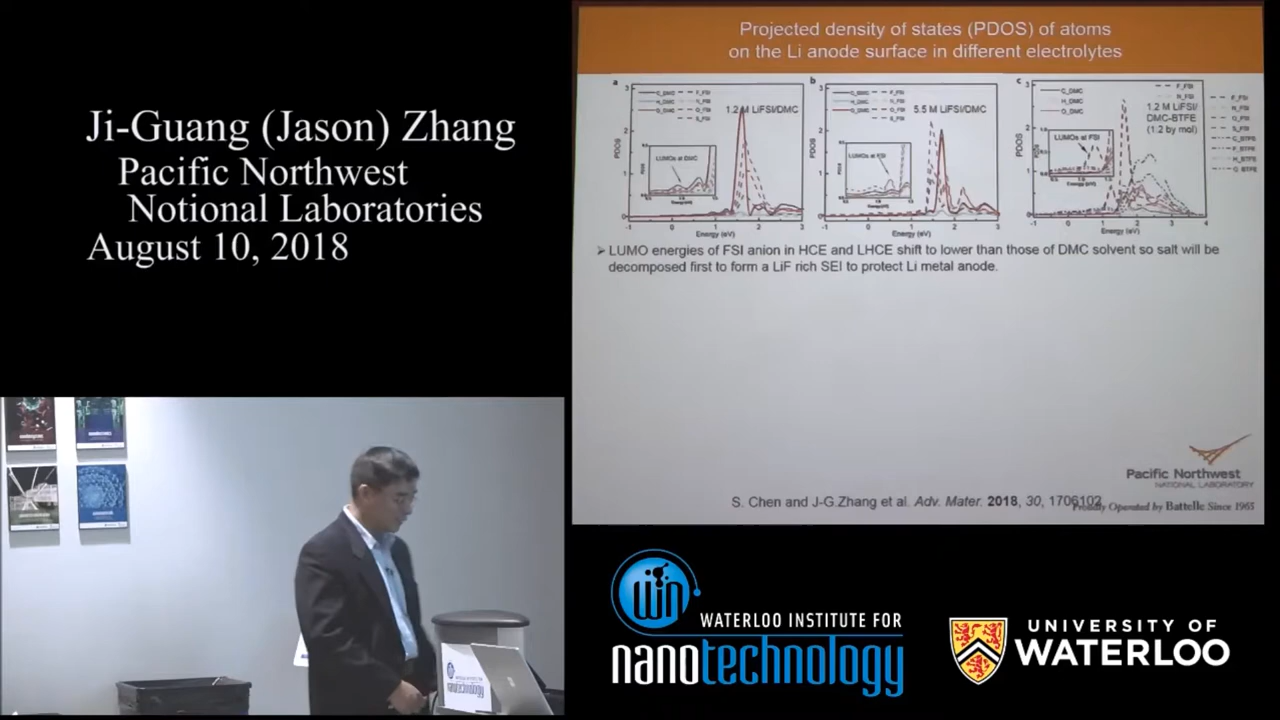 Ji-Guang (Jason) Zhang
Pacific Northwest
Notional Laboratories
August 10, 2018
Projected density of states (PDOS) of atoms
on the Li anode surface in different electrolytes
a
b
c
1.2 M LiFSI/DMC
5.5 M LiFSI/DMC
1.2 M LiFSI/
DMC-BTFE
(1:2 by mol)
LUMOs at DMC
LUMOs at FSI
LUMOs at FSI
PDOS
PDOS
PDOS
Energy (eV)
Energy (eV)
Energy (eV)
➢ LUMO energies of FSI anion in HCE and LHCE shift to lower than those of DMC solvent so salt will be
decomposed first to form a LiF rich SEI to protect Li metal anode.
Pacific Northwest
NATIONAL LABORATORY
Proudly Operated by Battelle Since 1965
S. Chen and J-G.Zhang et al. Adv. Mater. 2018, 30, 1706102
WIN
WATERLOO INSTITUTE FOR
nanotechnology
UNIVERSITY OF
WATERLOO